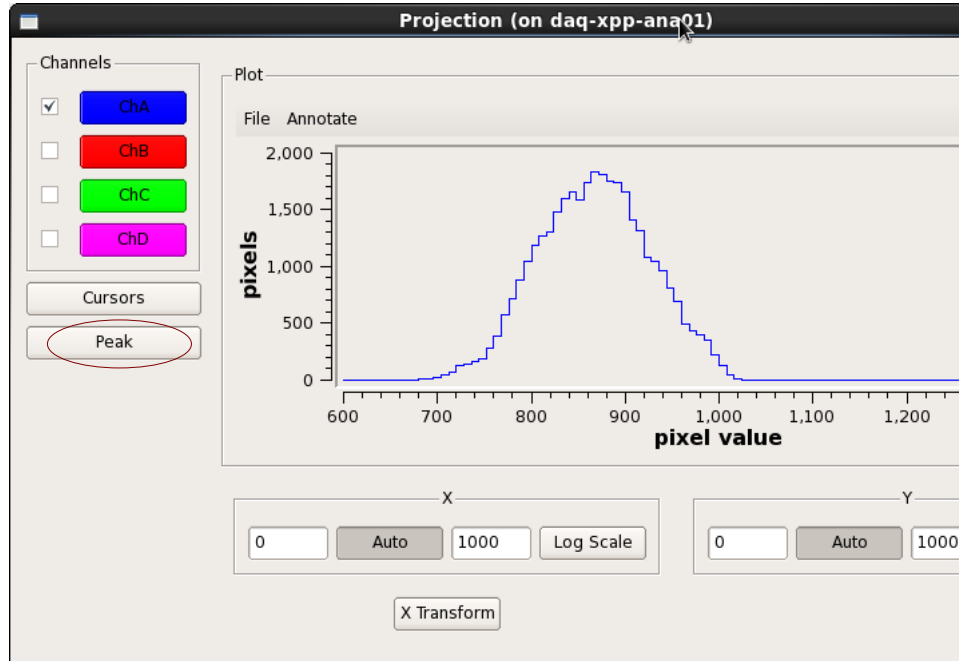 Projection (on daq-xpp-ana01)
Channels
ChA
ChB
ChC
ChD
Cursors
Peak
Plot
File Annotate
2,000
1,500
1,000
500
0
pixels
600 700 800 900 1,000 1,100 1,200
pixel value
X
0 Auto 1000 Log Scale
Y
0 Auto 1000
X Transform